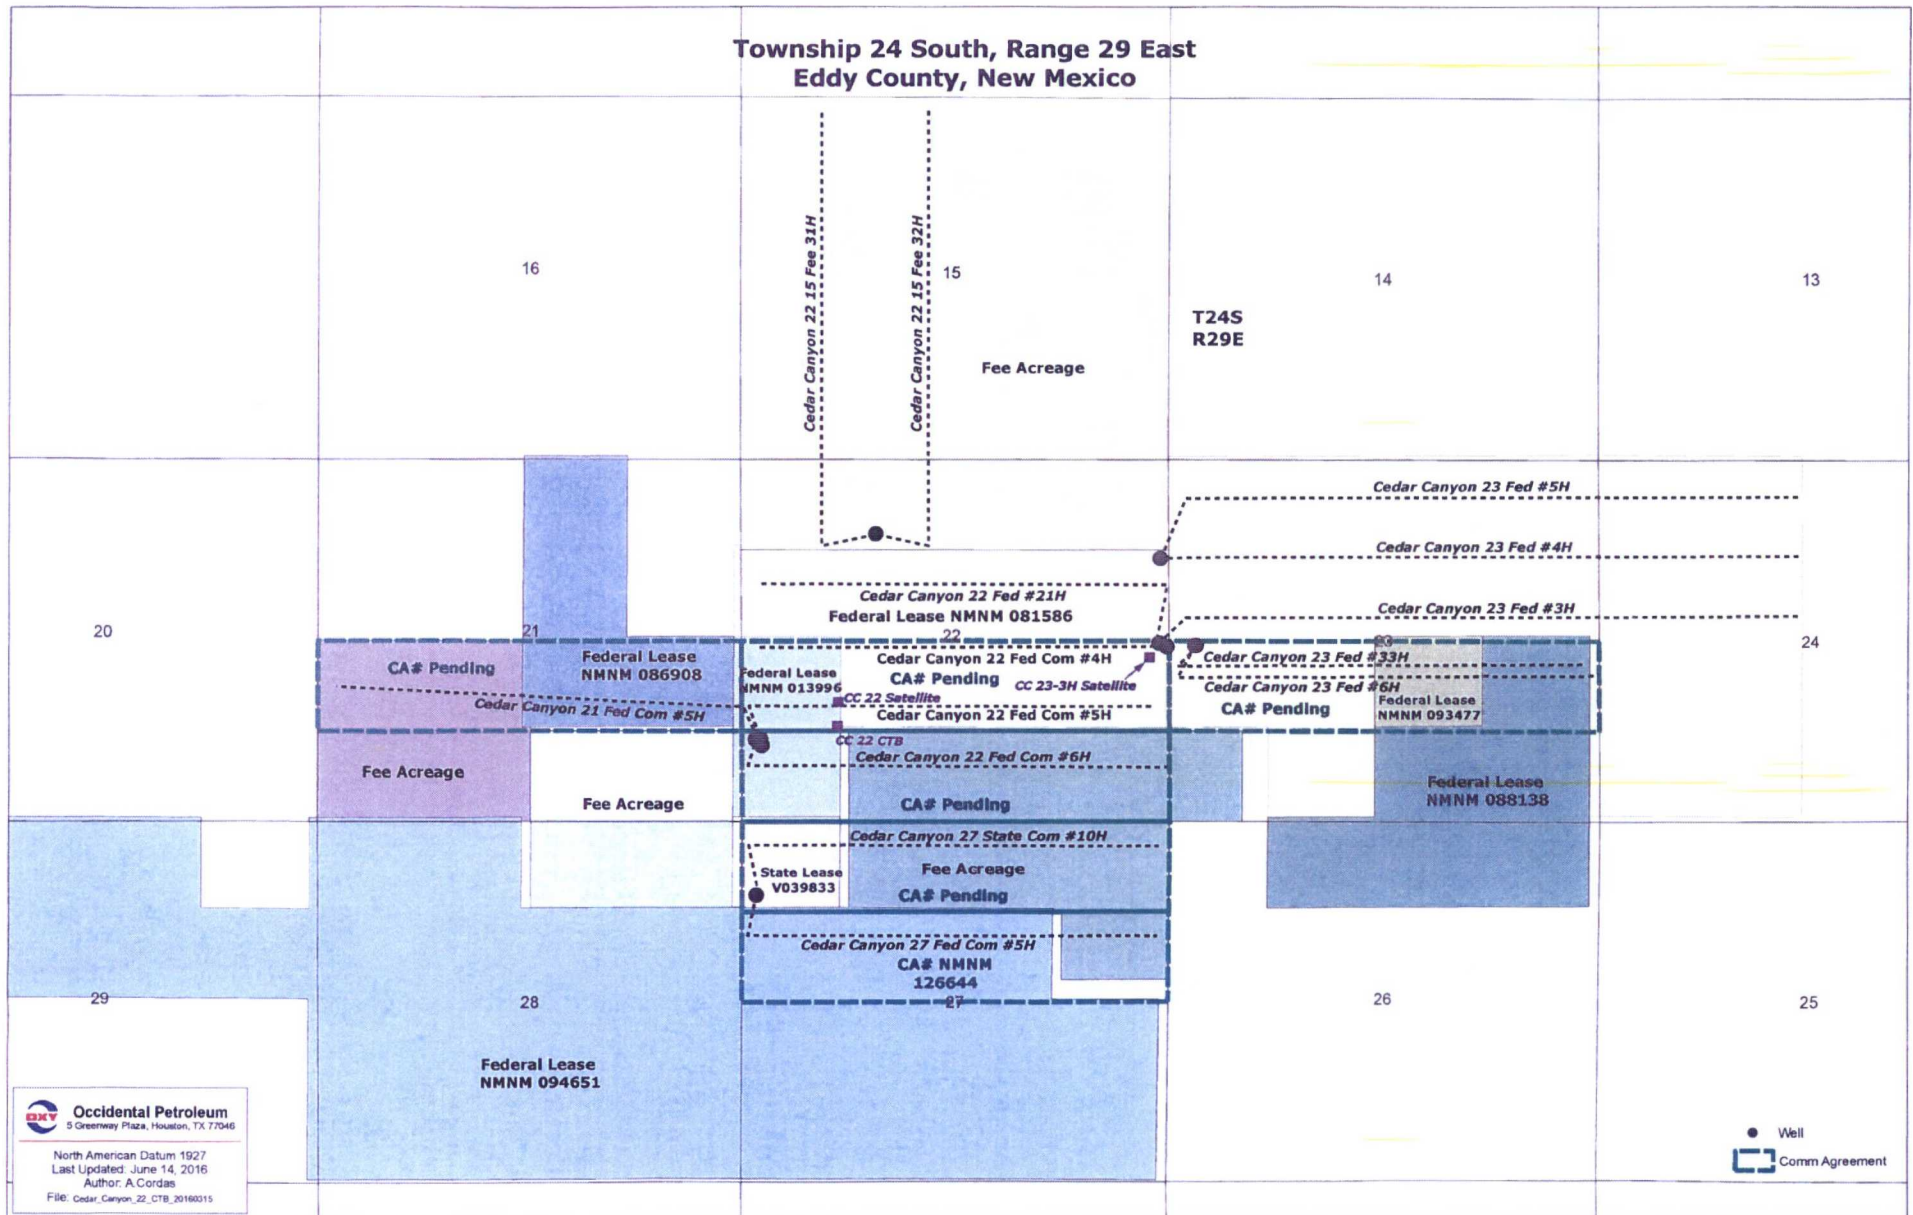 Township 24 South, Range 29 East
Eddy County, New Mexico
16
15
14
13
Cedar Canyon 22 15 Fee 31H
Cedar Canyon 22 15 Fee 32H
T24S
R29E
Fee Acreage
Cedar Canyon 23 Fed #5H
Cedar Canyon 23 Fed #4H
Cedar Canyon 22 Fed #21H
Cedar Canyon 23 Fed #3H
Federal Lease NMNM 081586
20
21
22
23
24
CA# Pending
Federal Lease
NMNM 086908
Federal Lease
NMNM 013996
Cedar Canyon 22 Fed Com #4H
CA# Pending
CC 23-3H Satellite
Cedar Canyon 23 Fed #33H
Cedar Canyon 23 Fed #6H
CA# Pending
Federal Lease
NMNM 093477
CC 22 Satellite
Cedar Canyon 21 Fed Com #5H
Cedar Canyon 22 Fed Com #5H
CC 22 CTB
Cedar Canyon 22 Fed Com #6H
Fee Acreage
Fee Acreage
CA# Pending
Federal Lease
NMNM 088138
Cedar Canyon 27 State Com #10H
State Lease
V039833
Fee Acreage
CA# Pending
Cedar Canyon 27 Fed Com #5H
CA# NMNM
126644
29
28
27
26
25
Federal Lease
NMNM 094651
OXY
Occidental Petroleum
5 Greenway Plaza, Houston, TX 77046
North American Datum 1927
Last Updated: June 14, 2016
Author: A.Cordas
File: Cedar_Canyon_22_CTB_20160315
Well
Comm Agreement